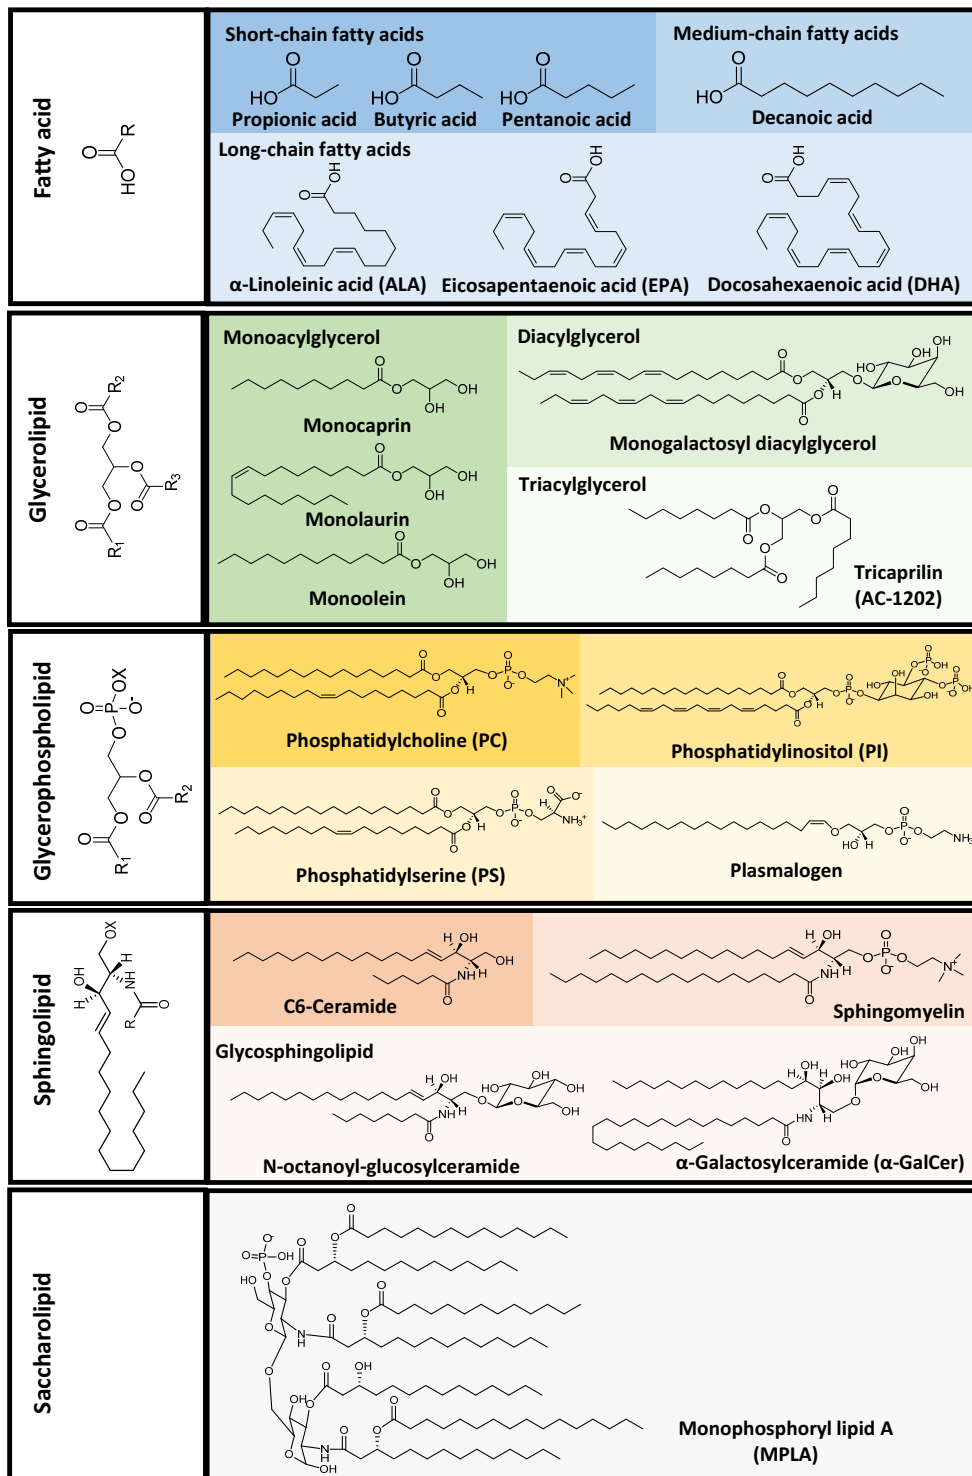 Fatty acid
Short-chain fatty acids
Propionic acid
Butyric acid
Pentanoic acid
Medium-chain fatty acids
Decanoic acid
Long-chain fatty acids
α-Linoleinic acid (ALA)
Eicosapentaenoic acid (EPA)
Docosahexaenoic acid (DHA)
Glycerolipid
Monoacylglycerol
Monocaprin
Monolaurin
Monoolein
Diacylglycerol
Monogalactosyl diacylglycerol
Triacylglycerol
Tricaprilin
(AC-1202)
Glycerophospholipid
Phosphatidylcholine (PC)
Phosphatidylinositol (PI)
Phosphatidylserine (PS)
Plasmalogen
Sphingolipid
C6-Ceramide
Sphingomyelin
Glycosphingolipid
N-octanoyl-glucosylceramide
α-Galactosylceramide (α-GalCer)
Saccharolipid
Monophosphoryl lipid A
(MPLA)